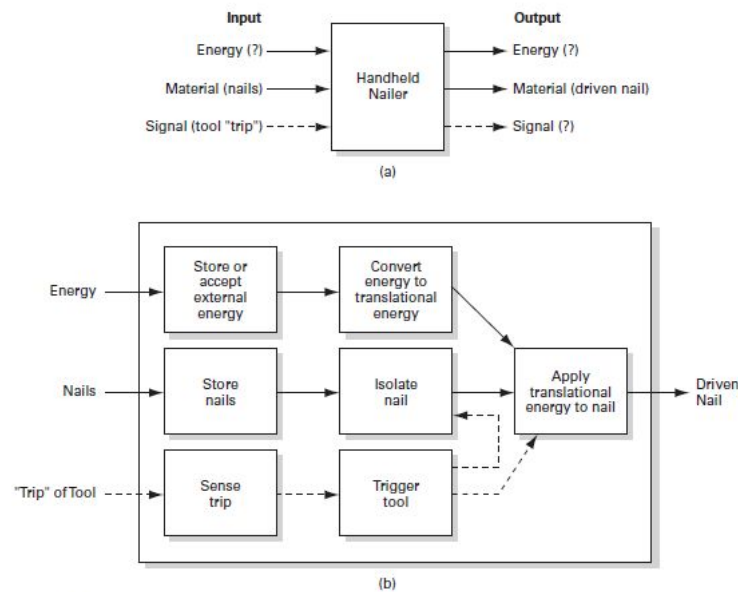 Input
Output
Energy (?)
Energy (?)
Handheld
Nailer
Material (nails)
Material (driven nail)
Signal (tool "trip")
Signal (?)
(a)
Energy
Store or
accept
external
energy
Convert
energy to
translational
energy
Nails
Store
nails
Isolate
nail
Apply
translational
energy to nail
Driven
Nail
"Trip" of Tool
Sense
trip
Trigger
tool
(b)